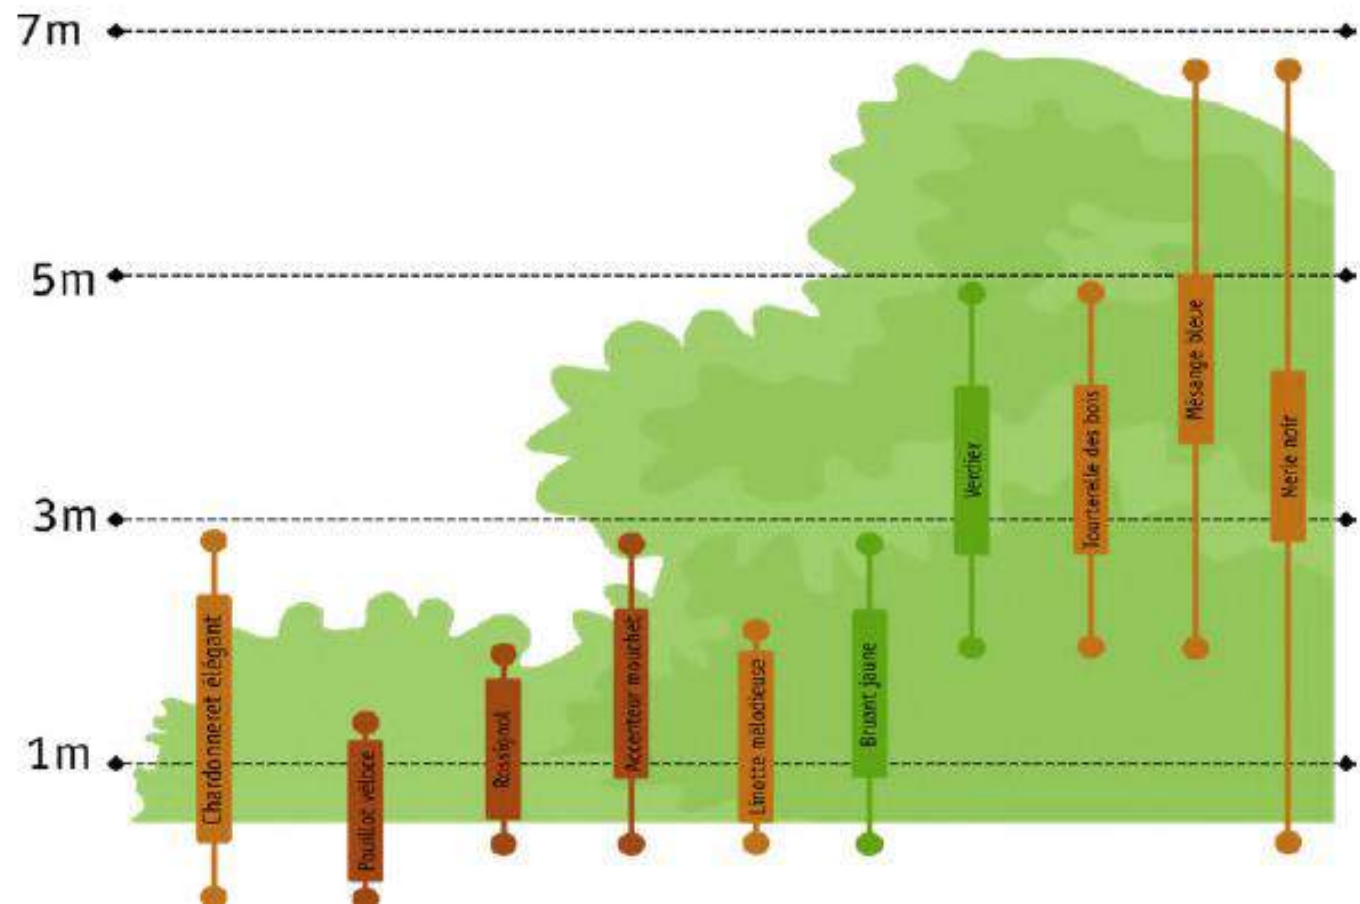 7m
5m
3m
1m
Chardonneret élégant
Pouillot véloce
Rossignol
Accenteur mouchet
Linotte mélodieuse
Bruant jaune
Verdier
Tourterelle des bois
Mésange bleue
Merle noir